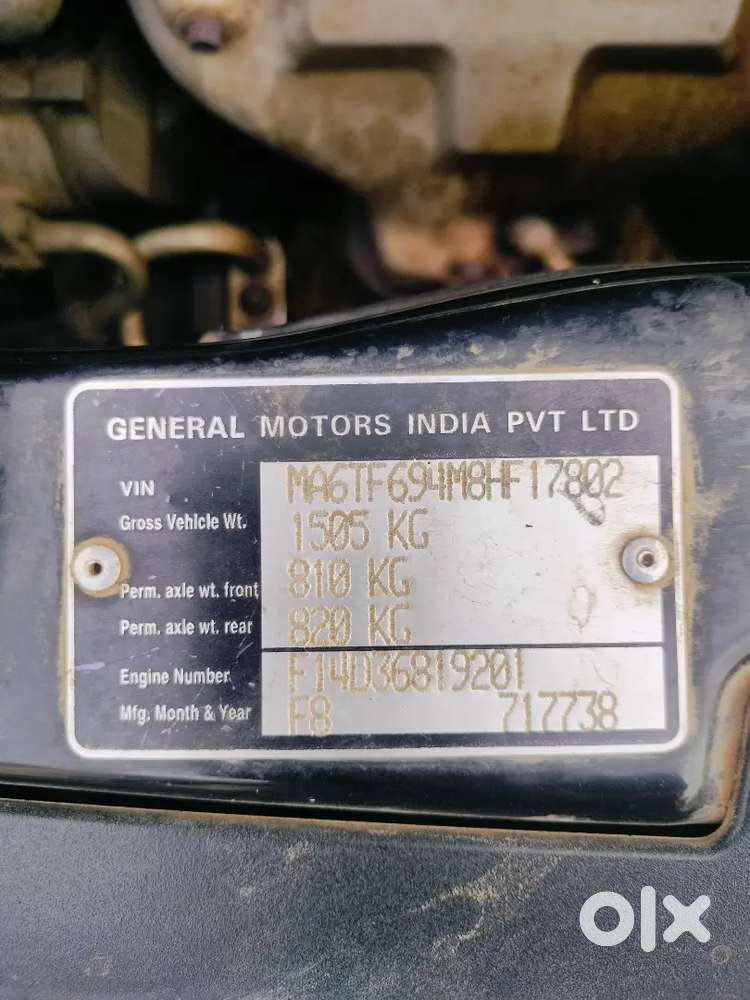 GENERAL MOTORS INDIA PVT LTD
VIN MA6TF694M8HF17802
Gross Vehicle Wt. 1505 KG
Perm. axle wt. front 810 KG
Perm. axle wt. rear 820 KG
Engine Number F14D36819201
Mfg. Month & Year F8 717738
olx